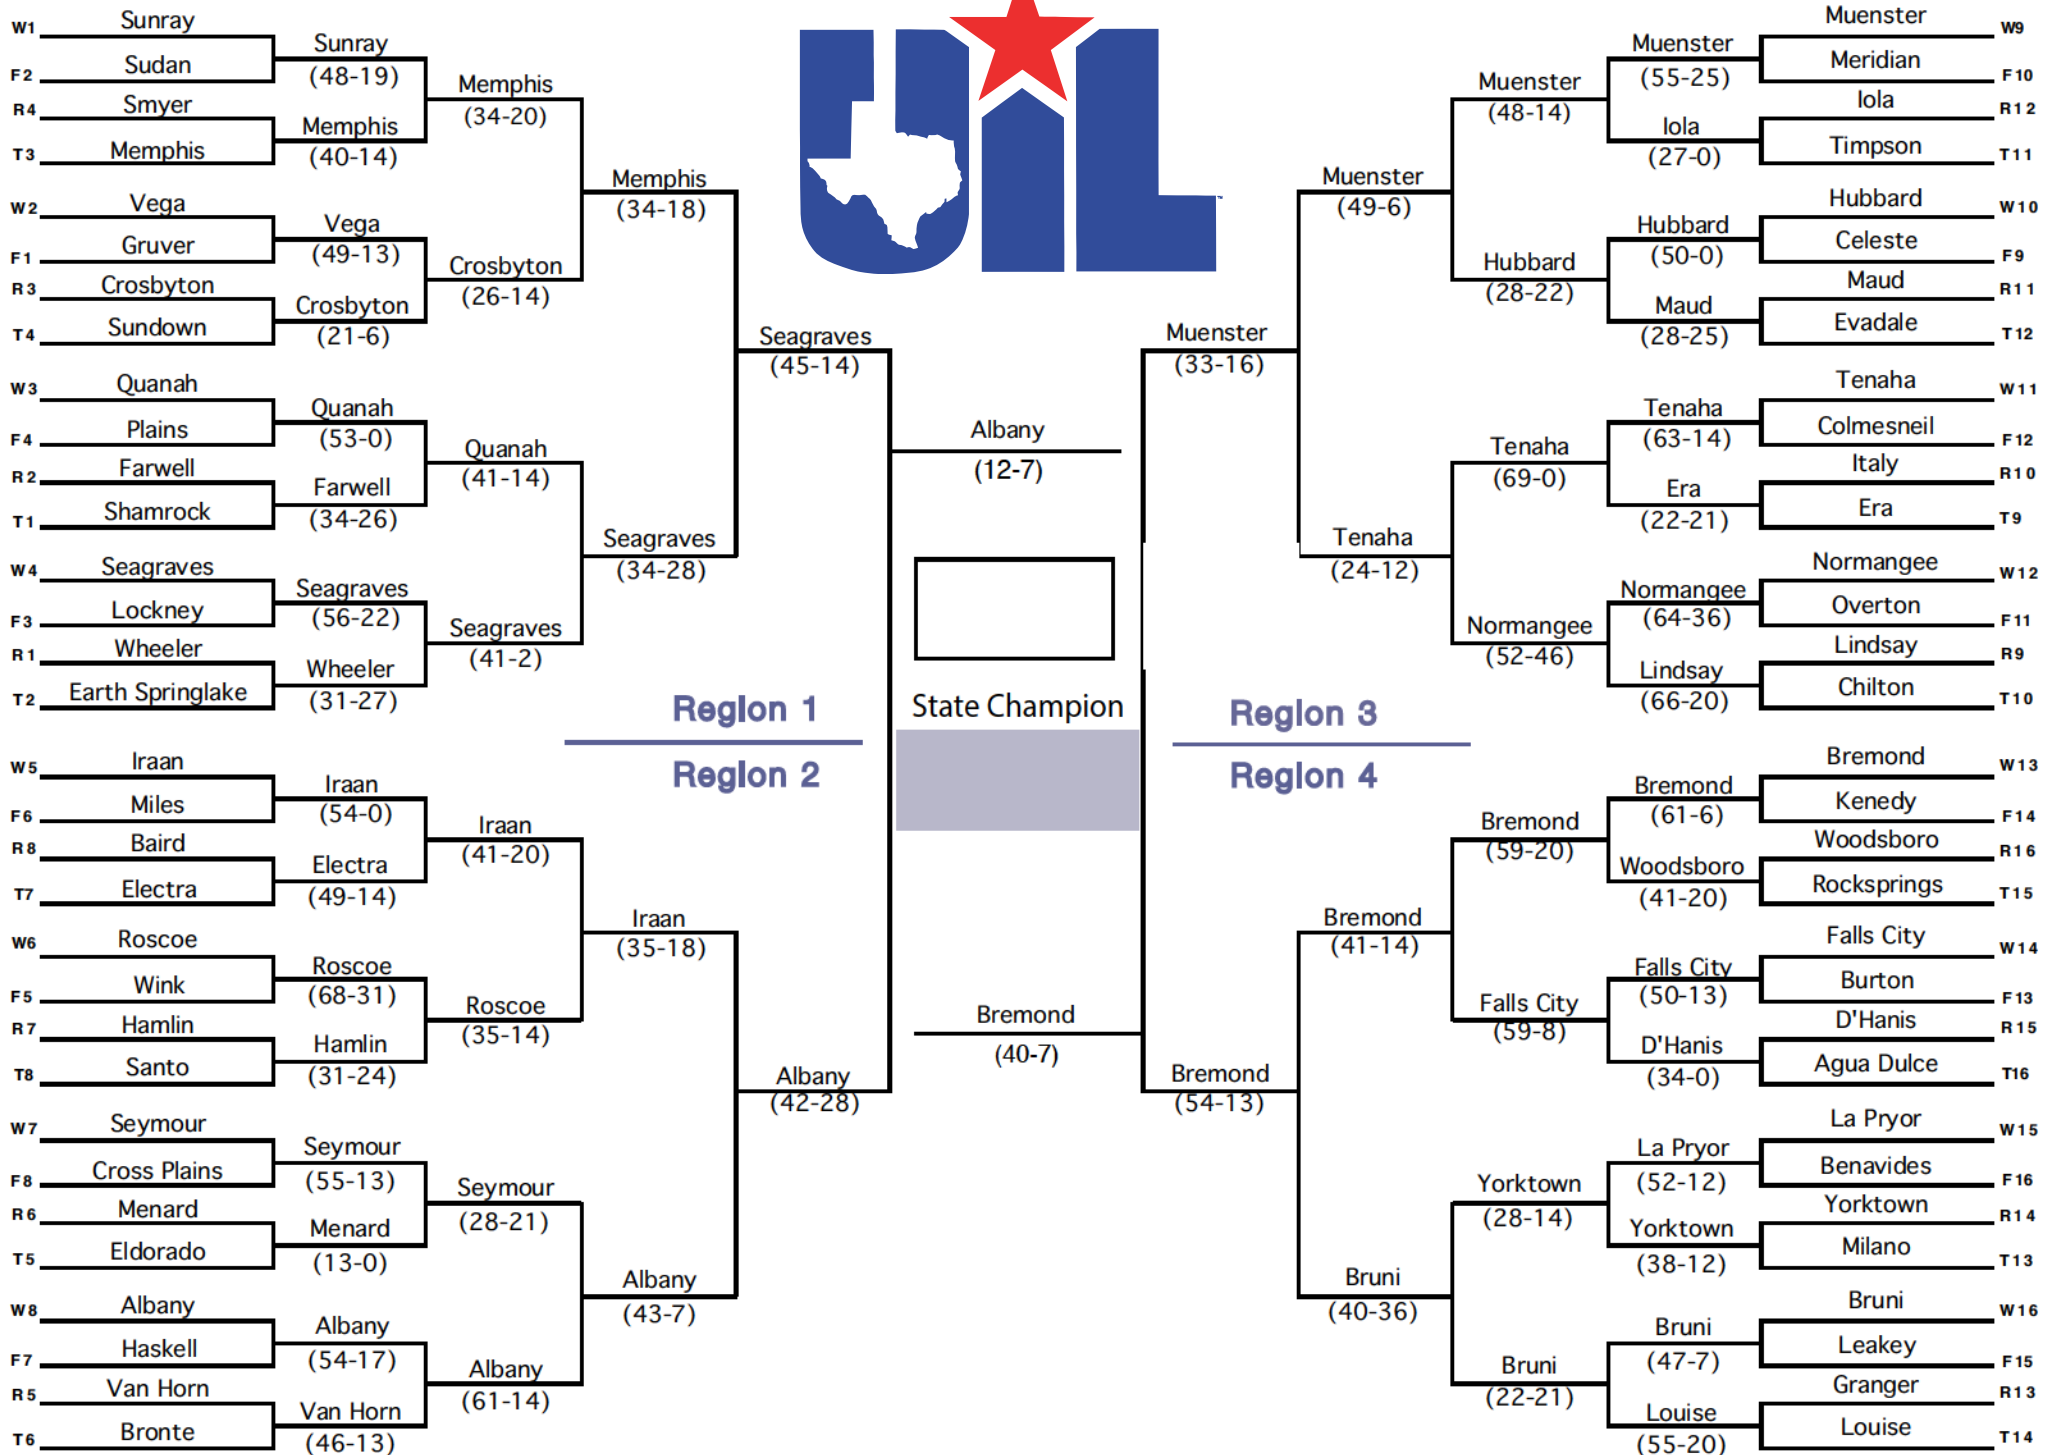 W1 Sunray
F2 Sudan
R4 Smyer
T3 Memphis
W2 Vega
F1 Gruver
R3 Crosbyton
T4 Sundown
W3 Quanah
F4 Plains
R2 Farwell
T1 Shamrock
W4 Seagraves
F3 Lockney
R1 Wheeler
T2 Earth Springlake
W5 Iraan
F6 Miles
R8 Baird
T7 Electra
W6 Roscoe
F5 Wink
R7 Hamlin
T8 Santo
W7 Seymour
F8 Cross Plains
R6 Menard
T5 Eldorado
W8 Albany
F7 Haskell
R5 Van Horn
T6 Bronte
Sunray
(48-19)
Memphis
(40-14)
Vega
(49-13)
Crosbyton
(21-6)
Quanah
(53-0)
Farwell
(34-26)
Seagraves
(56-22)
Wheeler
(31-27)
Iraan
(54-0)
Electra
(49-14)
Roscoe
(68-31)
Hamlin
(31-24)
Seymour
(55-13)
Menard
(13-0)
Albany
(54-17)
Van Horn
(46-13)
Memphis
(34-20)
Crosbyton
(26-14)
Quanah
(41-14)
Seagraves
(41-2)
Iraan
(41-20)
Roscoe
(35-14)
Seymour
(28-21)
Albany
(61-14)
Memphis
(34-18)
Seagraves
(34-28)
Iraan
(35-18)
Albany
(43-7)
Seagraves
(45-14)
Albany
(42-28)
Region 1
Region 2
UIL
™
Albany
(12-7)
State Champion
Bremond
(40-7)
Region 3
Region 4
Muenster
(33-16)
Bremond
(54-13)
Muenster
(49-6)
Tenaha
(24-12)
Bremond
(41-14)
Bruni
(40-36)
Muenster
(48-14)
Hubbard
(28-22)
Tenaha
(69-0)
Normangee
(52-46)
Bremond
(59-20)
Falls City
(59-8)
Yorktown
(28-14)
Bruni
(22-21)
Muenster
(55-25)
Iola
(27-0)
Hubbard
(50-0)
Maud
(28-25)
Tenaha
(63-14)
Era
(22-21)
Normangee
(64-36)
Lindsay
(66-20)
Bremond
(61-6)
Woodsboro
(41-20)
Falls City
(50-13)
D'Hanis
(34-0)
La Pryor
(52-12)
Yorktown
(38-12)
Bruni
(47-7)
Louise
(55-20)
Muenster W9
Meridian F10
Iola R12
Timpson T11
Hubbard W10
Celeste F9
Maud R11
Evadale T12
Tenaha W11
Colmesneil F12
Italy R10
Era T9
Normangee W12
Overton F11
Lindsay R9
Chilton T10
Bremond W13
Kenedy F14
Woodsboro R16
Rocksprings T15
Falls City W14
Burton F13
D'Hanis R15
Agua Dulce T16
La Pryor W15
Benavides F16
Yorktown R14
Milano T13
Bruni W16
Leakey F15
Granger R13
Louise T14